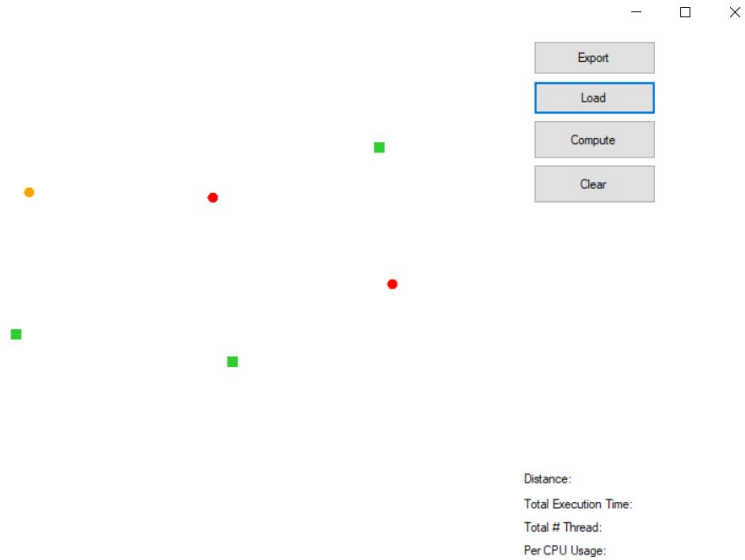 Export
Load
Compute
Clear
Distance:
Total Execution Time:
Total # Thread:
Per CPU Usage: